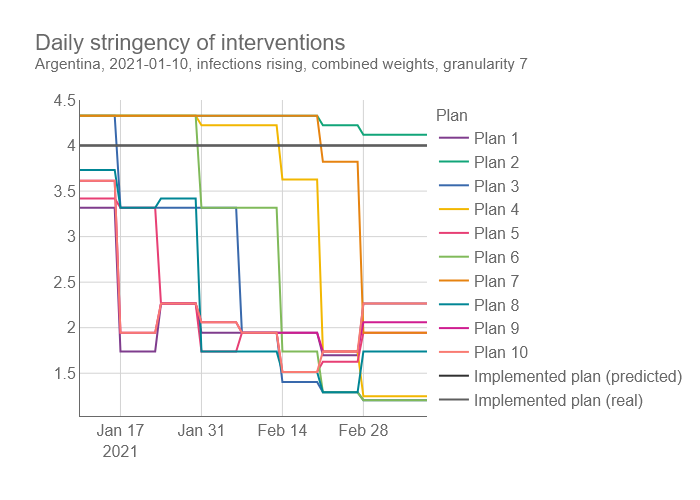 Daily stringency of interventions
Argentina, 2021-01-10, infections rising, combined weights, granularity 7
4.5
4
3.5
3
2.5
2
1.5
Jan 17
2021
Jan 31
Feb 14
Feb 28
Plan
Plan 1
Plan 2
Plan 3
Plan 4
Plan 5
Plan 6
Plan 7
Plan 8
Plan 9
Plan 10
Implemented plan (predicted)
Implemented plan (real)